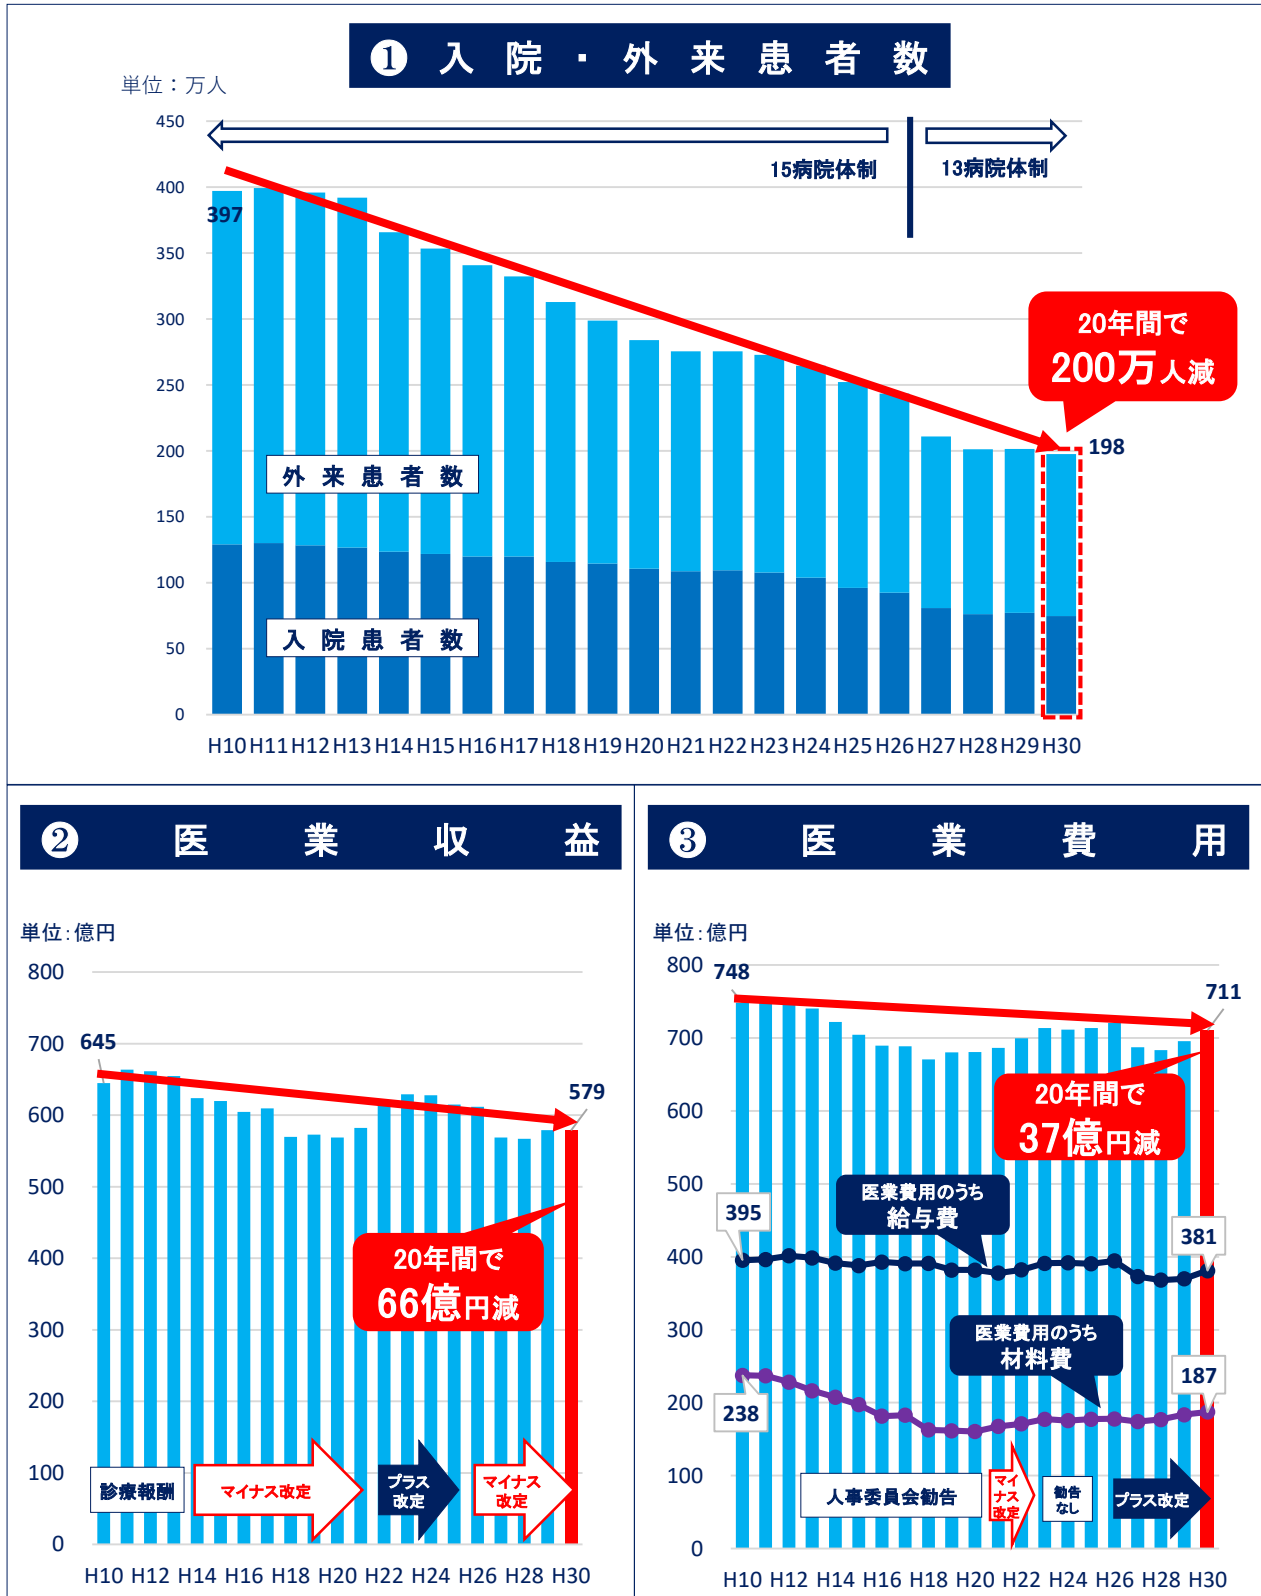 ❶ 入院・外来患者数
単位：万人
450
400
350
300
250
200
150
100
50
0
15病院体制
13病院体制
397
20年間で
200万人減
198
外来患者数
入院患者数
H10 H11 H12 H13 H14 H15 H16 H17 H18 H19 H20 H21 H22 H23 H24 H25 H26 H27 H28 H29 H30
❷ 医業収益
単位：億円
800
700
600
500
400
300
200
100
0
645
579
20年間で
66億円減
診療報酬
マイナス改定
プラス
改定
マイナス
改定
H10 H12 H14 H16 H18 H20 H22 H24 H26 H28 H30
❸ 医業費用
単位：億円
800
700
600
500
400
300
200
100
0
748
711
20年間で
37億円減
医業費用のうち
給与費
395
381
医業費用のうち
材料費
238
187
人事委員会勧告
マイ
ナス
改定
勧告
なし
プラス改定
H10 H12 H14 H16 H18 H20 H22 H24 H26 H28 H30